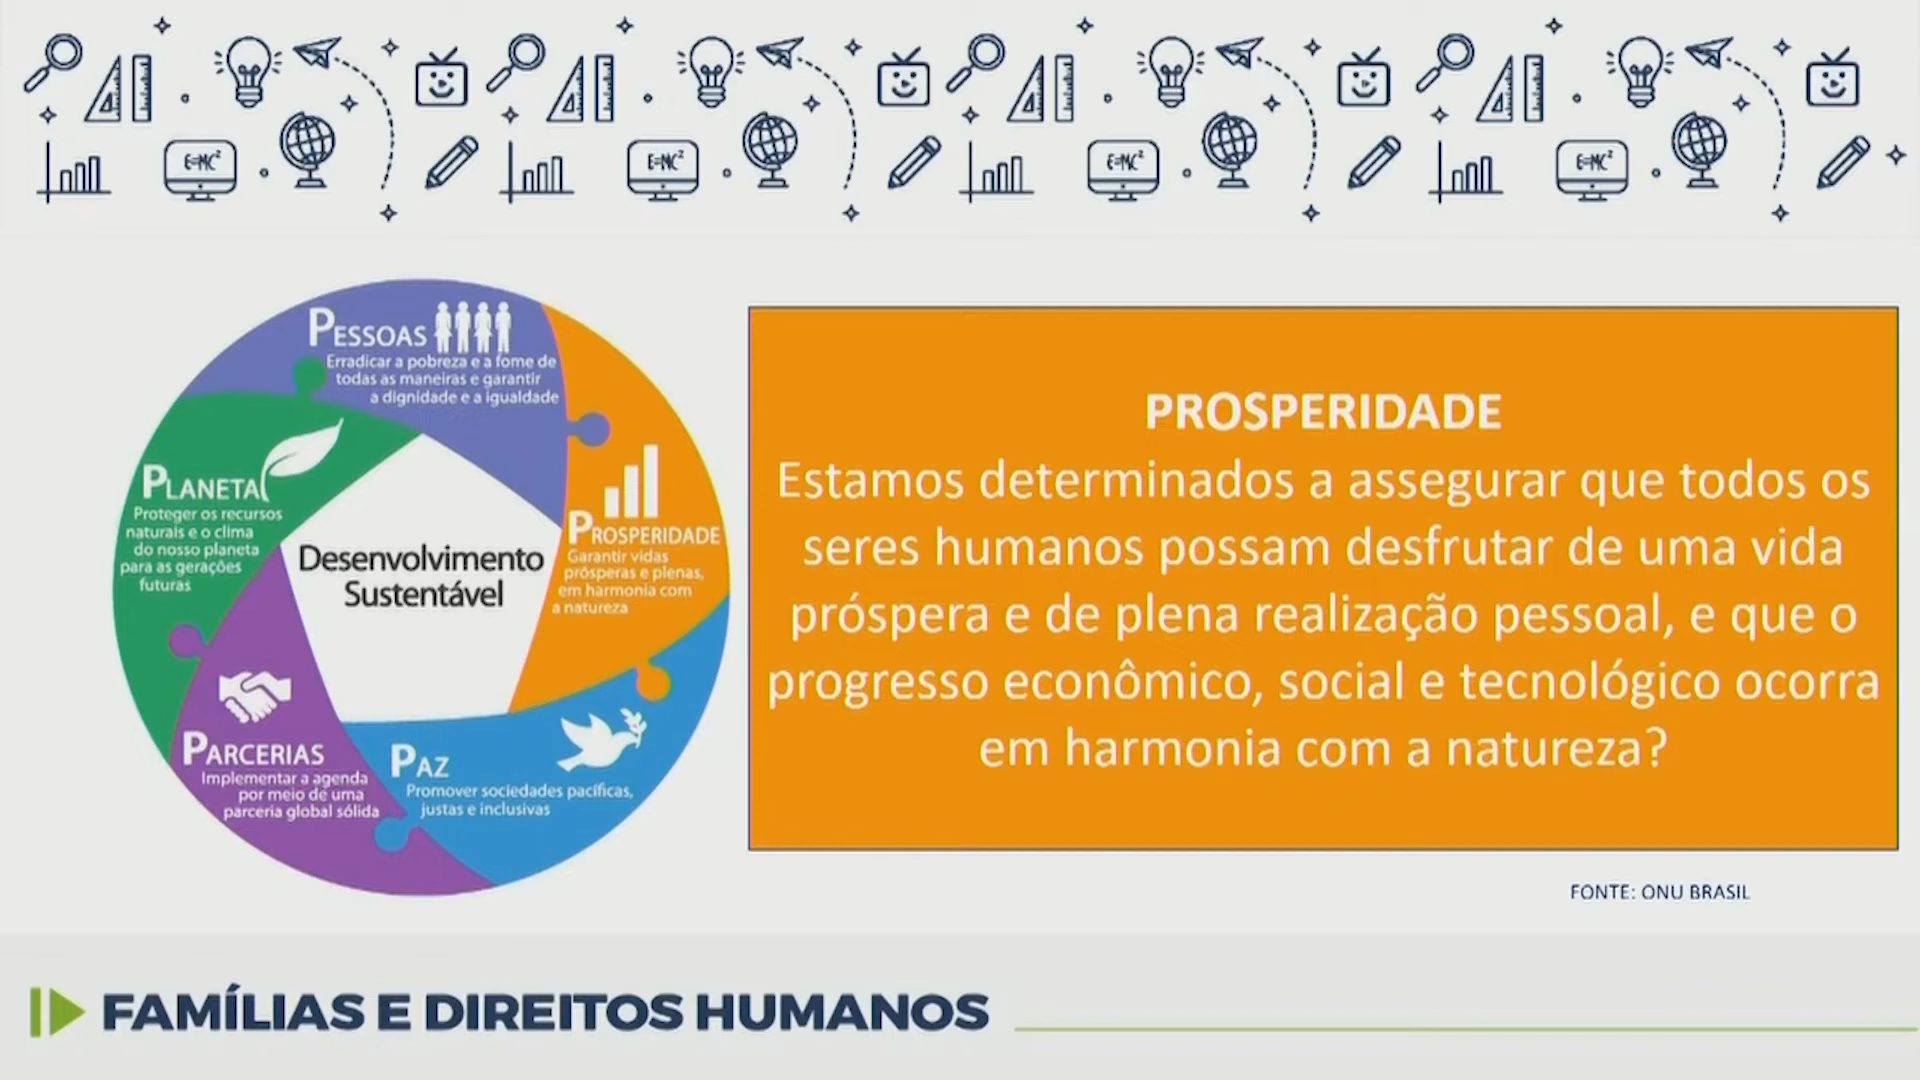 E=MC²
E=MC²
E=MC²
E=MC²
PESSOAS
Erradicar a pobreza e a fome de
todas as maneiras e garantir
a dignidade e a igualdade
PLANETA
Proteger os recursos
naturais e o clima
do nosso planeta
para as gerações
futuras
Desenvolvimento
Sustentável
PROSPERIDADE
Garantir vidas
prósperas e plenas,
em harmonia com
a natureza
PARCERIAS
Implementar a agenda
por meio de uma
parceria global sólida
PAZ
Promover sociedades pacíficas,
justas e inclusivas
PROSPERIDADE
Estamos determinados a assegurar que todos os
seres humanos possam desfrutar de uma vida
próspera e de plena realização pessoal, e que o
progresso econômico, social e tecnológico ocorra
em harmonia com a natureza?
FONTE: ONU BRASIL
FAMÍLIAS E DIREITOS HUMANOS